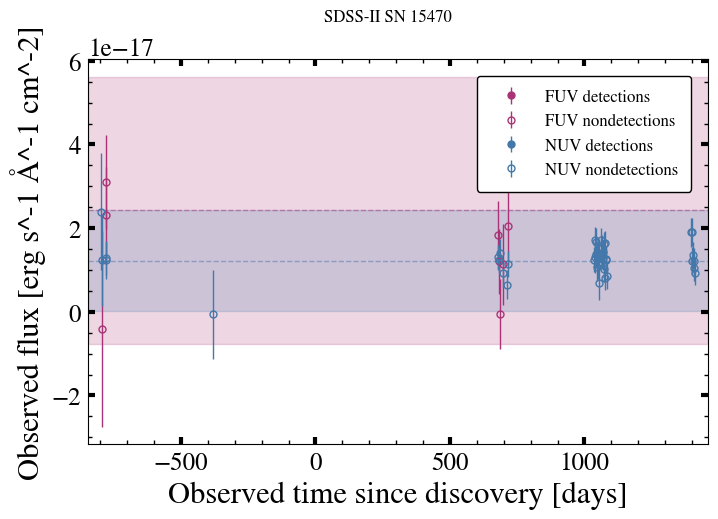 SDSS-II SN 15470
1e−17
6
4
2
0
−2
Observed flux [erg s^-1 Å^-1 cm^-2]
FUV detections
FUV nondetections
NUV detections
NUV nondetections
−500 0 500 1000
Observed time since discovery [days]